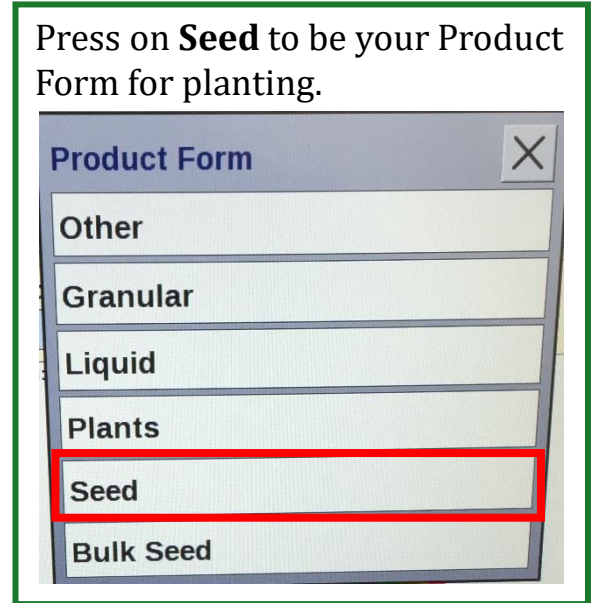 Press on Seed to be your Product
Form for planting.
Product Form
Other
Granular
Liquid
Plants
Seed
Bulk Seed